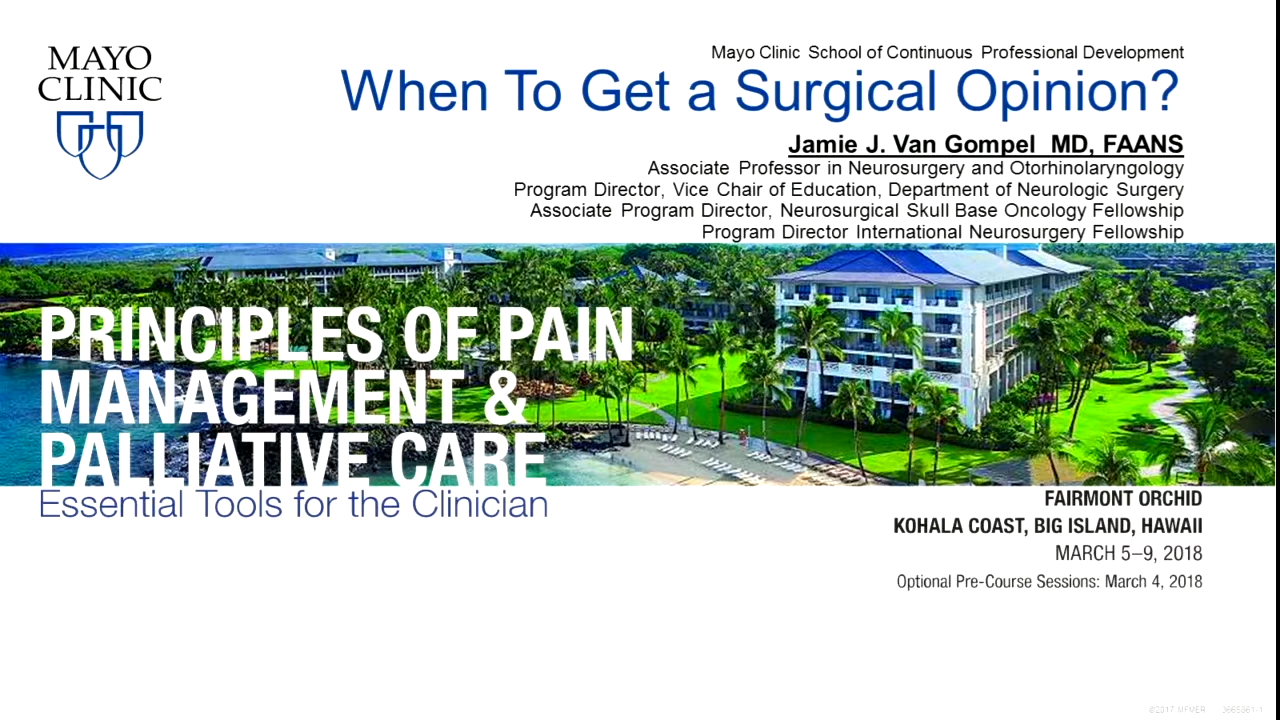 MAYO
CLINIC
Mayo Clinic School of Continuous Professional Development
When To Get a Surgical Opinion?
Jamie J. Van Gompel MD, FAANS
Associate Professor in Neurosurgery and Otorhinolaryngology
Program Director, Vice Chair of Education, Department of Neurologic Surgery
Associate Program Director, Neurosurgical Skull Base Oncology Fellowship
Program Director International Neurosurgery Fellowship
PRINCIPLES OF PAIN
MANAGEMENT &
PALLIATIVE CARE
Essential Tools for the Clinician
FAIRMONT ORCHID
KOHALA COAST, BIG ISLAND, HAWAII
MARCH 5–9, 2018
Optional Pre-Course Sessions: March 4, 2018
©2017 MFMER